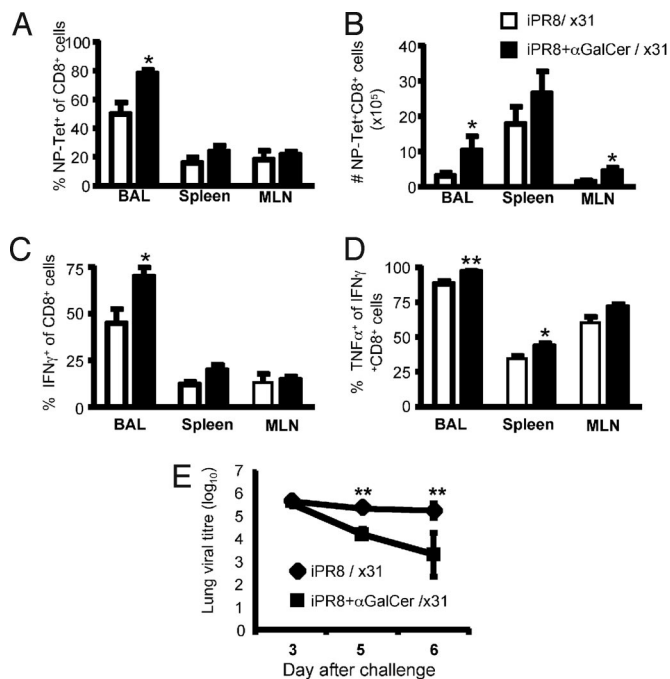 A
% NP-Tet⁺ of CD8⁺ cells
100
80
60
40
20
0
BAL Spleen MLN
B
iPR8/ x31
iPR8+αGalCer / x31
# NP-Tet⁺CD8⁺ cells
(x10⁵)
40
30
20
10
0
* *
BAL Spleen MLN
C
% IFNγ⁺ of CD8⁺ cells
75
50
25
0
*
BAL Spleen MLN
D
% TNFα⁺ of IFNγ
⁺CD8⁺ cells
100
75
50
25
0
** *
BAL Spleen MLN
E
Lung viral titre (log₁₀)
7
6
5
4
3
2
1
0
** **
iPR8 / x31
iPR8+αGalCer /x31
3 5 6
Day after challenge